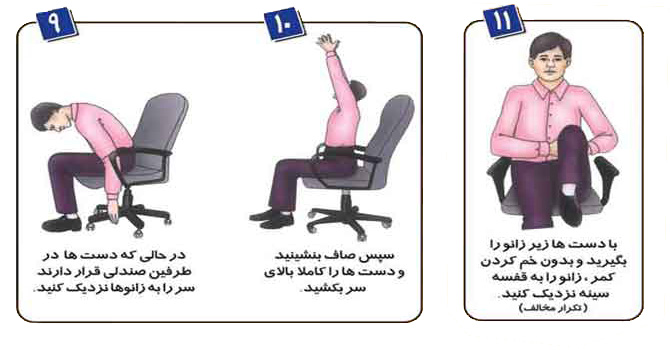 ۹
در حالی که دست ها در
طرفین صندلی قرار دارند
سر را به زانوها نزدیک کنید.
۱۰
سپس صاف بنشینید
و دست ها را کاملا بالای
سر بکشید.
۱۱
با دست ها زیر زانو را
بگیرید و بدون خم کردن
کمر، زانو را به قفسه
سینه نزدیک کنید.
(تکرار مخالف)